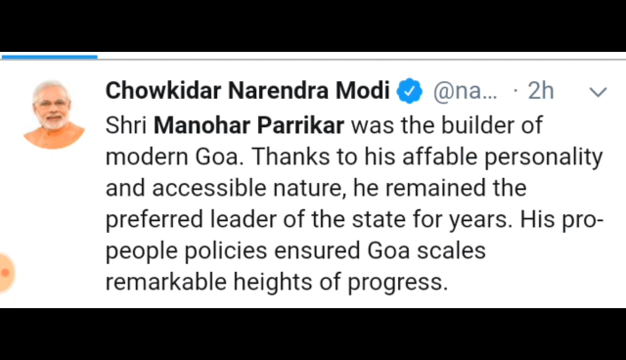 Chowkidar Narendra Modi @na... · 2h
Shri Manohar Parrikar was the builder of
modern Goa. Thanks to his affable personality
and accessible nature, he remained the
preferred leader of the state for years. His pro-
people policies ensured Goa scales
remarkable heights of progress.